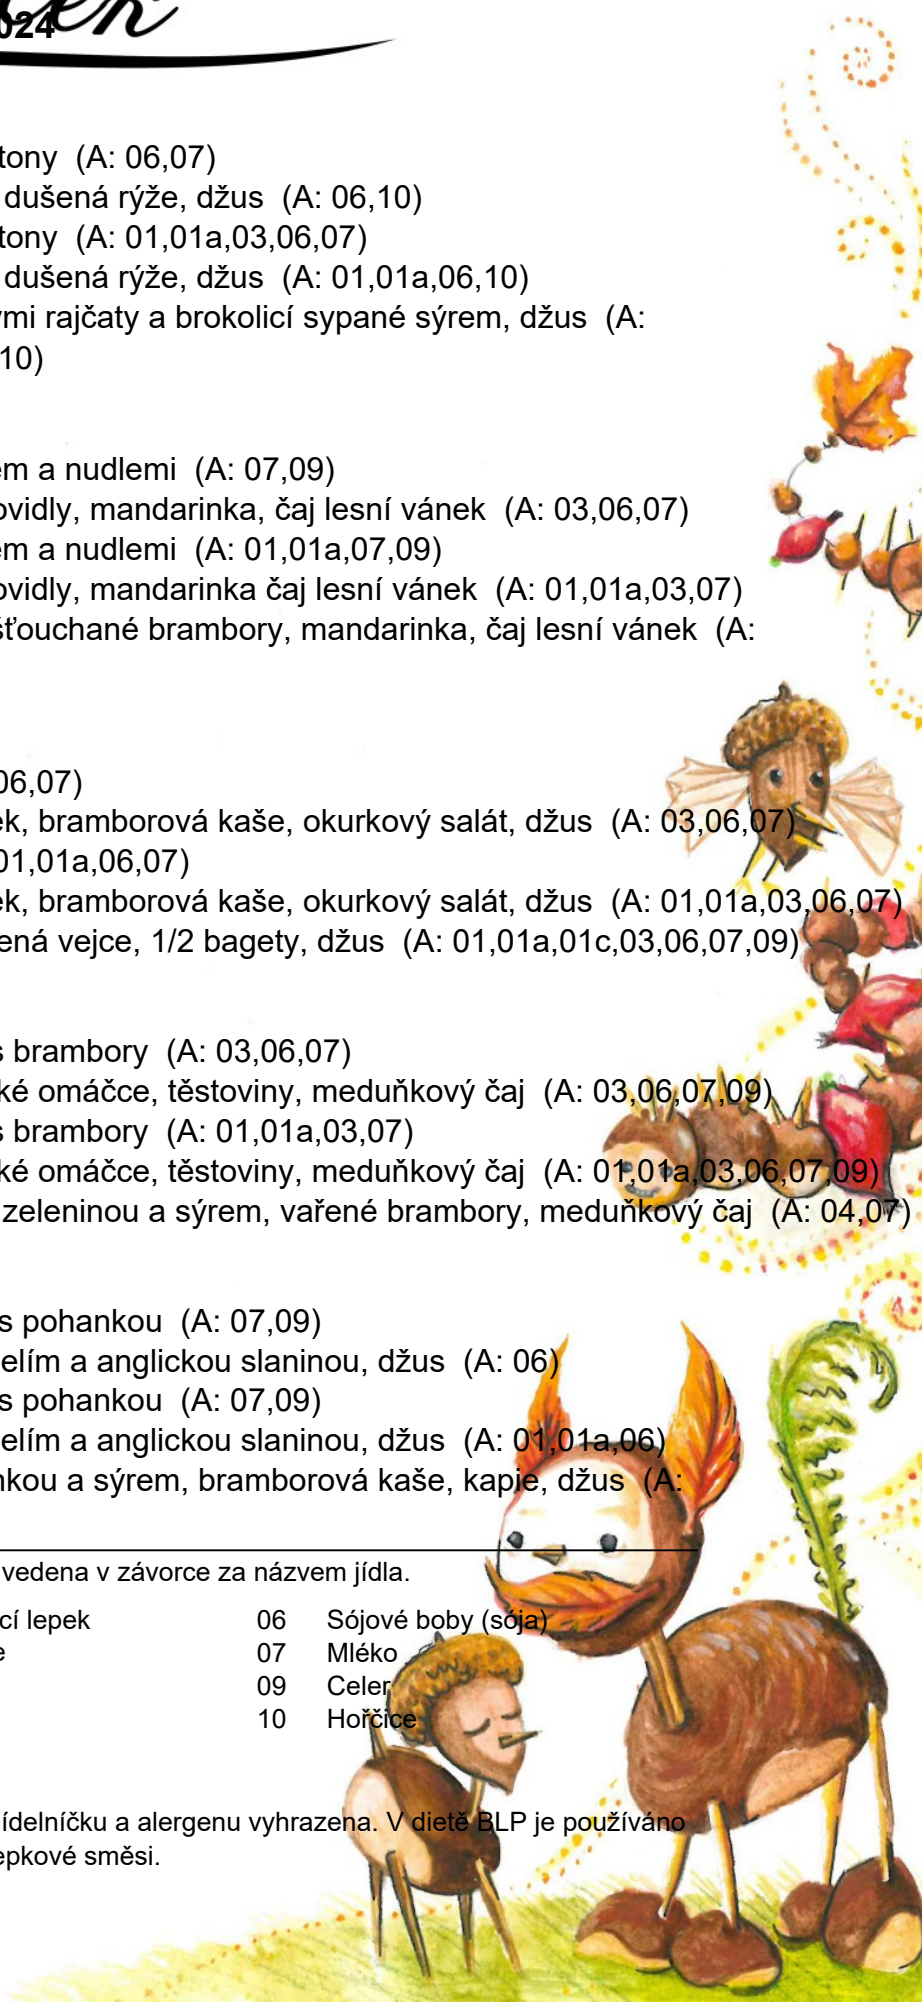 024
tony (A: 06,07)
dušená rýže, džus (A: 06,10)
tony (A: 01,01a,03,06,07)
dušená rýže, džus (A: 01,01a,06,10)
ými rajčaty a brokolicí sypané sýrem, džus (A:
10)
em a nudlemi (A: 07,09)
ovidly, mandarinka, čaj lesní vánek (A: 03,06,07)
em a nudlemi (A: 01,01a,07,09)
ovidly, mandarinka čaj lesní vánek (A: 01,01a,03,07)
šťouchané brambory, mandarinka, čaj lesní vánek (A:
06,07)
ek, bramborová kaše, okurkový salát, džus (A: 03,06,07)
01,01a,06,07)
ek, bramborová kaše, okurkový salát, džus (A: 01,01a,03,06,07)
ená vejce, 1/2 bagety, džus (A: 01,01a,01c,03,06,07,09)
s brambory (A: 03,06,07)
ké omáčce, těstoviny, meduňkový čaj (A: 03,06,07,09)
s brambory (A: 01,01a,03,07)
ké omáčce, těstoviny, meduňkový čaj (A: 01,01a,03,06,07,09)
zeleninou a sýrem, vařené brambory, meduňkový čaj (A: 04,07)
s pohankou (A: 07,09)
elím a anglickou slaninou, džus (A: 06)
s pohankou (A: 07,09)
elím a anglickou slaninou, džus (A: 01,01a,06)
nkou a sýrem, bramborová kaše, kapie, džus (A:
vedena v závorce za názvem jídla.
cí lepek 06 Sójové boby (sója)
e 07 Mléko
09 Celer
10 Hořčice
ídelníčku a alergenu vyhrazena. V dietě BLP je používáno
epkové směsi.